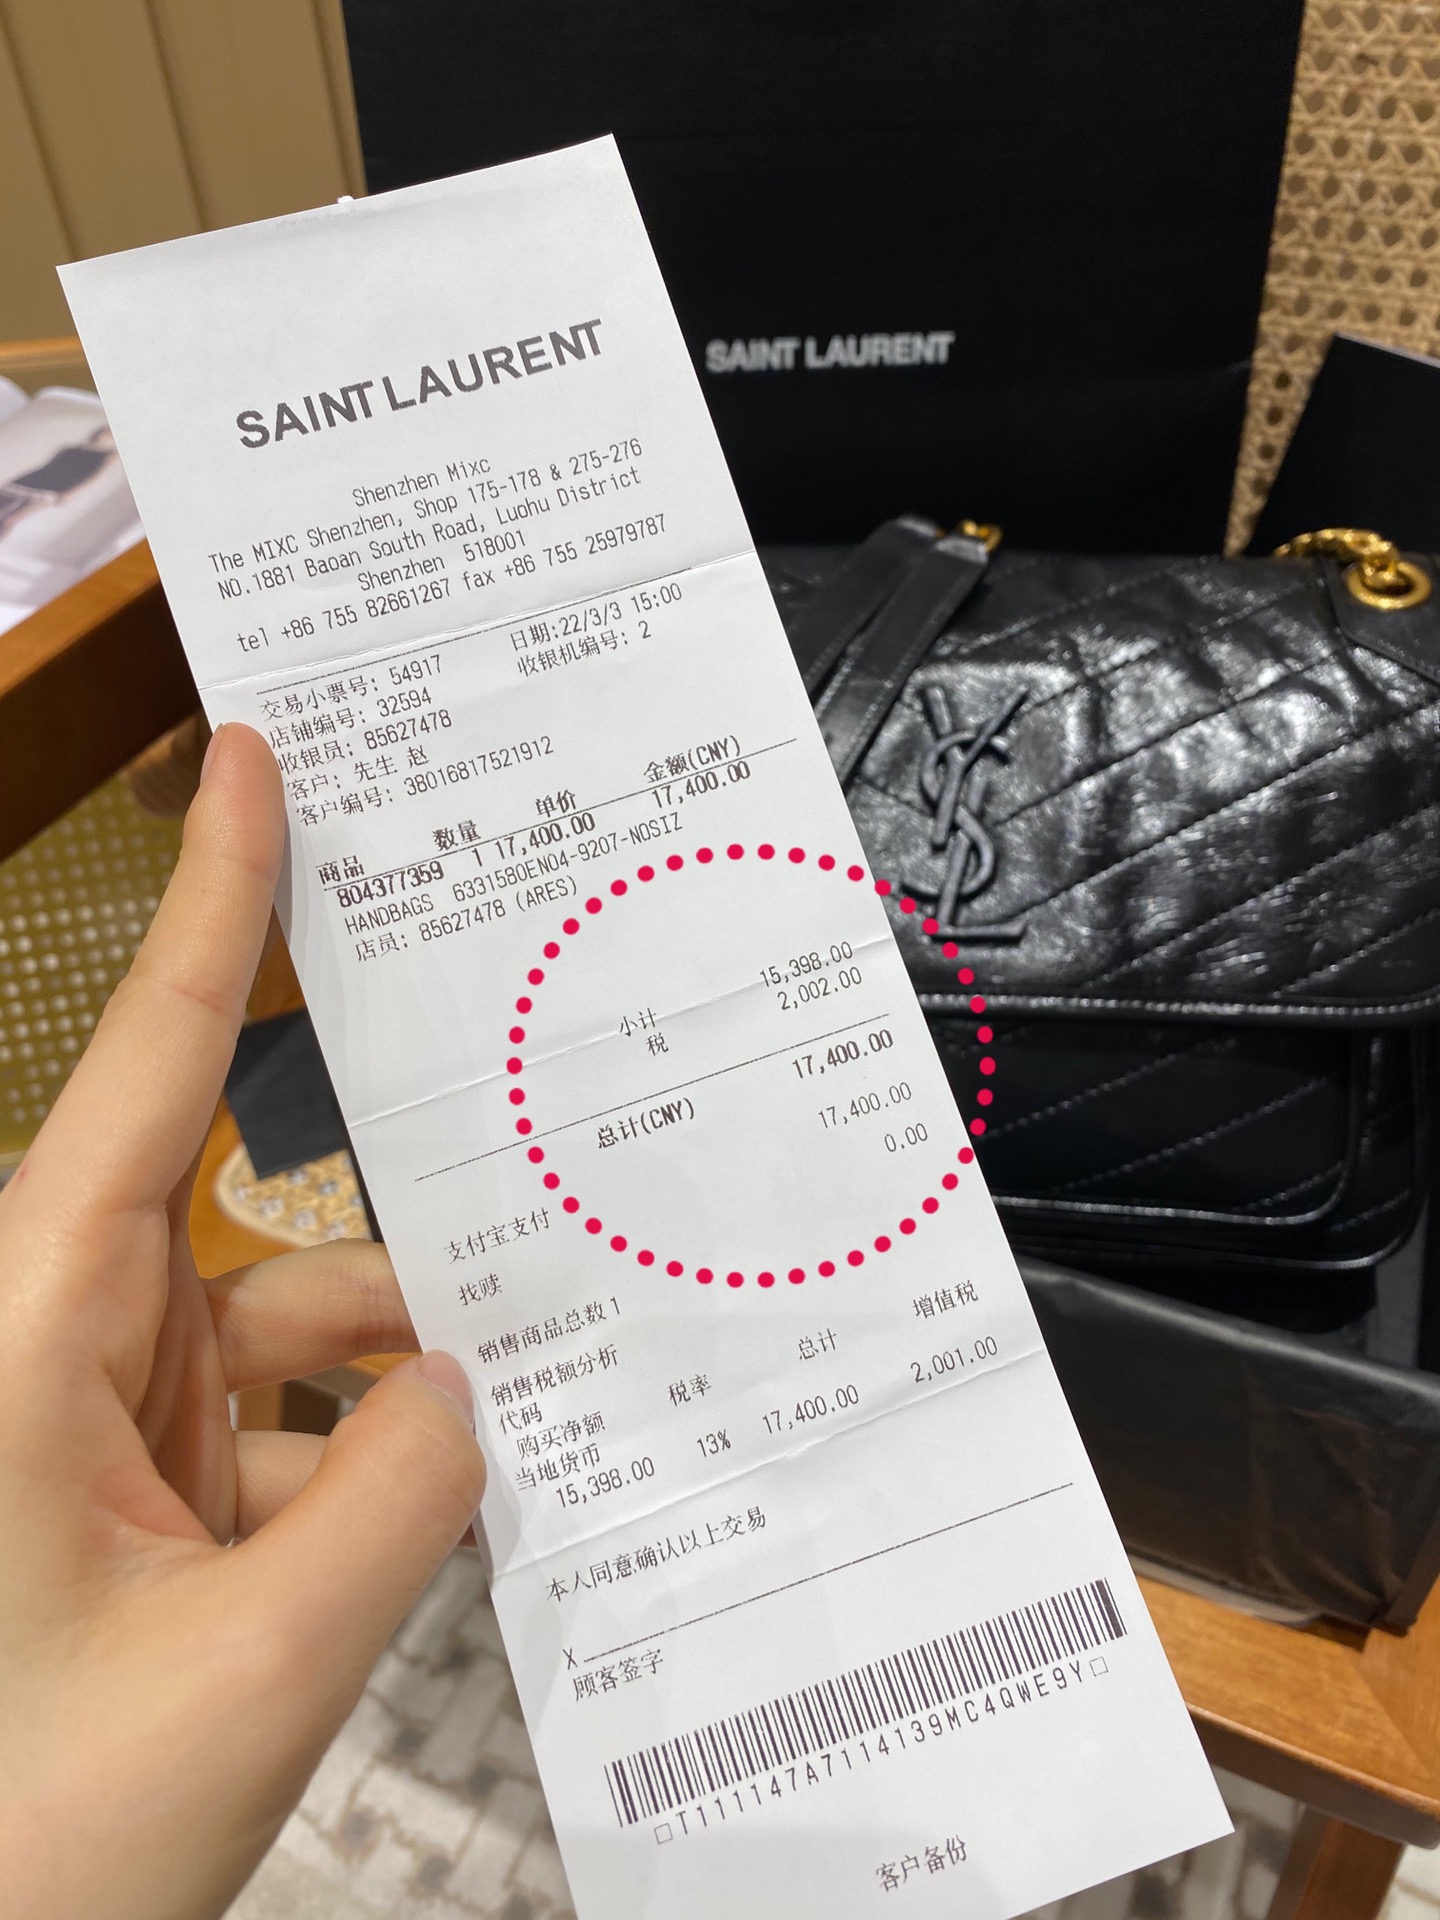 SAINT LAURENT
Shenzhen Mixc
The MIXC Shenzhen, Shop 175-178 & 275-276
NO.1881 Baoan South Road, Luohu District
Shenzhen 518001
tel +86 755 82661267 fax +86 755 25979787
交易小票号: 54917 日期:22/3/3 15:00
店铺编号: 32594 收银机编号: 2
收银员: 85627478
客户: 先生 赵
客户编号: 38016817521912
商品 数量 单价 金额(CNY)
804377359 1 17,400.00 17,400.00
HANDBAGS 6331580EN04-9207-NOSIZ
店员: 85627478 (ARES)
小计 15,398.00
税 2,002.00
总计(CNY) 17,400.00
支付宝支付 17,400.00
找赎 0.00
销售商品总数 1
销售税额分析
代码 税率 总计 增值税
购买净额
当地货币
15,398.00 13% 17,400.00 2,001.00
本人同意确认以上交易
X
顾客签字
T111147A7114139MC4QWE9Y
客户备份
SAINT LAURENT
YSL